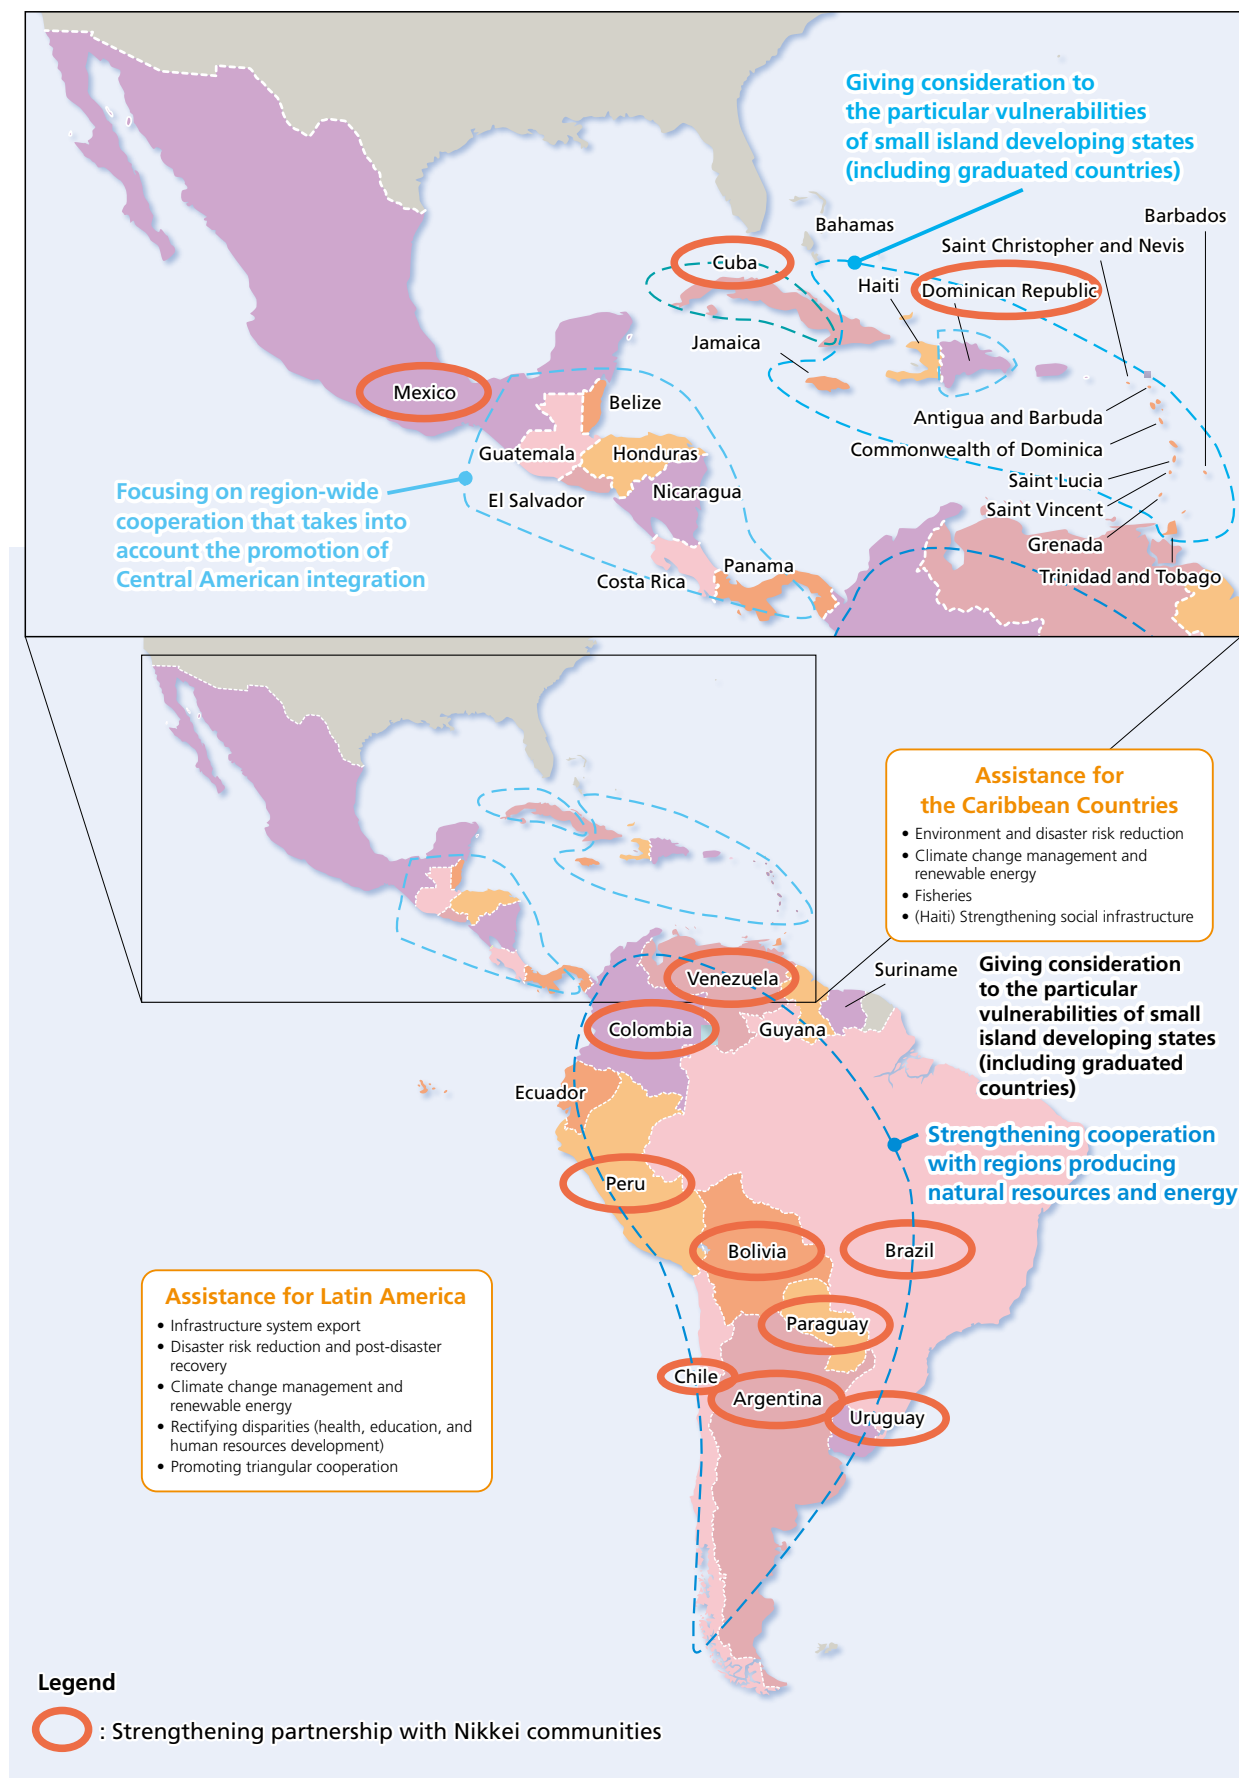 Giving consideration to
the particular vulnerabilities
of small island developing states
(including graduated countries)
Barbados
Bahamas
Saint Christopher and Nevis
Cuba
Haiti
Dominican Republic
Jamaica
Mexico
Belize
Antigua and Barbuda
Guatemala
Honduras
Commonwealth of Dominica
Saint Lucia
El Salvador
Nicaragua
Saint Vincent
Focusing on region-wide
cooperation that takes into
account the promotion of
Central American integration
Grenada
Costa Rica
Panama
Trinidad and Tobago
Assistance for
the Caribbean Countries
• Environment and disaster risk reduction
• Climate change management and
renewable energy
• Fisheries
• (Haiti) Strengthening social infrastructure
Venezuela
Suriname
Giving consideration
to the particular
vulnerabilities of small
island developing states
(including graduated
countries)
Colombia
Guyana
Ecuador
Strengthening cooperation
with regions producing
natural resources and energy
Peru
Bolivia
Brazil
Paraguay
Chile
Argentina
Uruguay
Assistance for Latin America
• Infrastructure system export
• Disaster risk reduction and post-disaster
recovery
• Climate change management and
renewable energy
• Rectifying disparities (health, education, and
human resources development)
• Promoting triangular cooperation
Legend
: Strengthening partnership with Nikkei communities